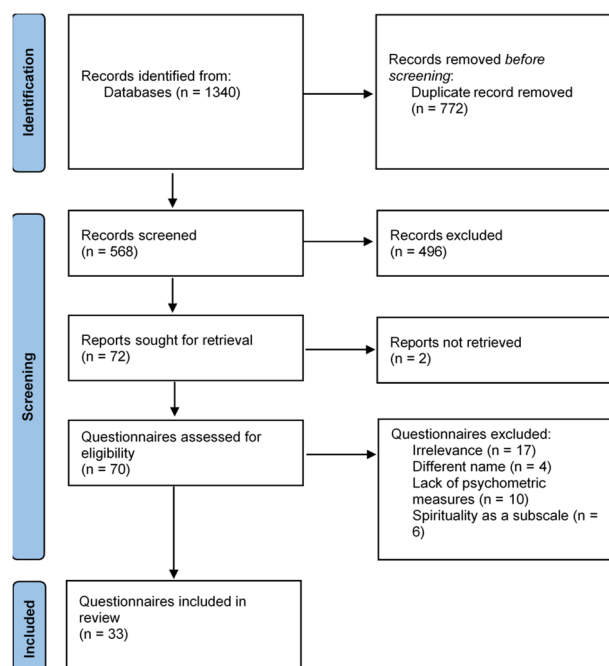 Identification
Records identified from:
Databases (n = 1340)
Records removed before
screening:
Duplicate record removed
(n = 772)
Screening
Records screened
(n = 568)
Records excluded
(n = 496)
Reports sought for retrieval
(n = 72)
Reports not retrieved
(n = 2)
Questionnaires assessed for
eligibility
(n = 70)
Questionnaires excluded:
Irrelevance (n = 17)
Different name (n = 4)
Lack of psychometric
measures (n = 10)
Spirituality as a subscale (n =
6)
Included
Questionnaires included in
review
(n = 33)